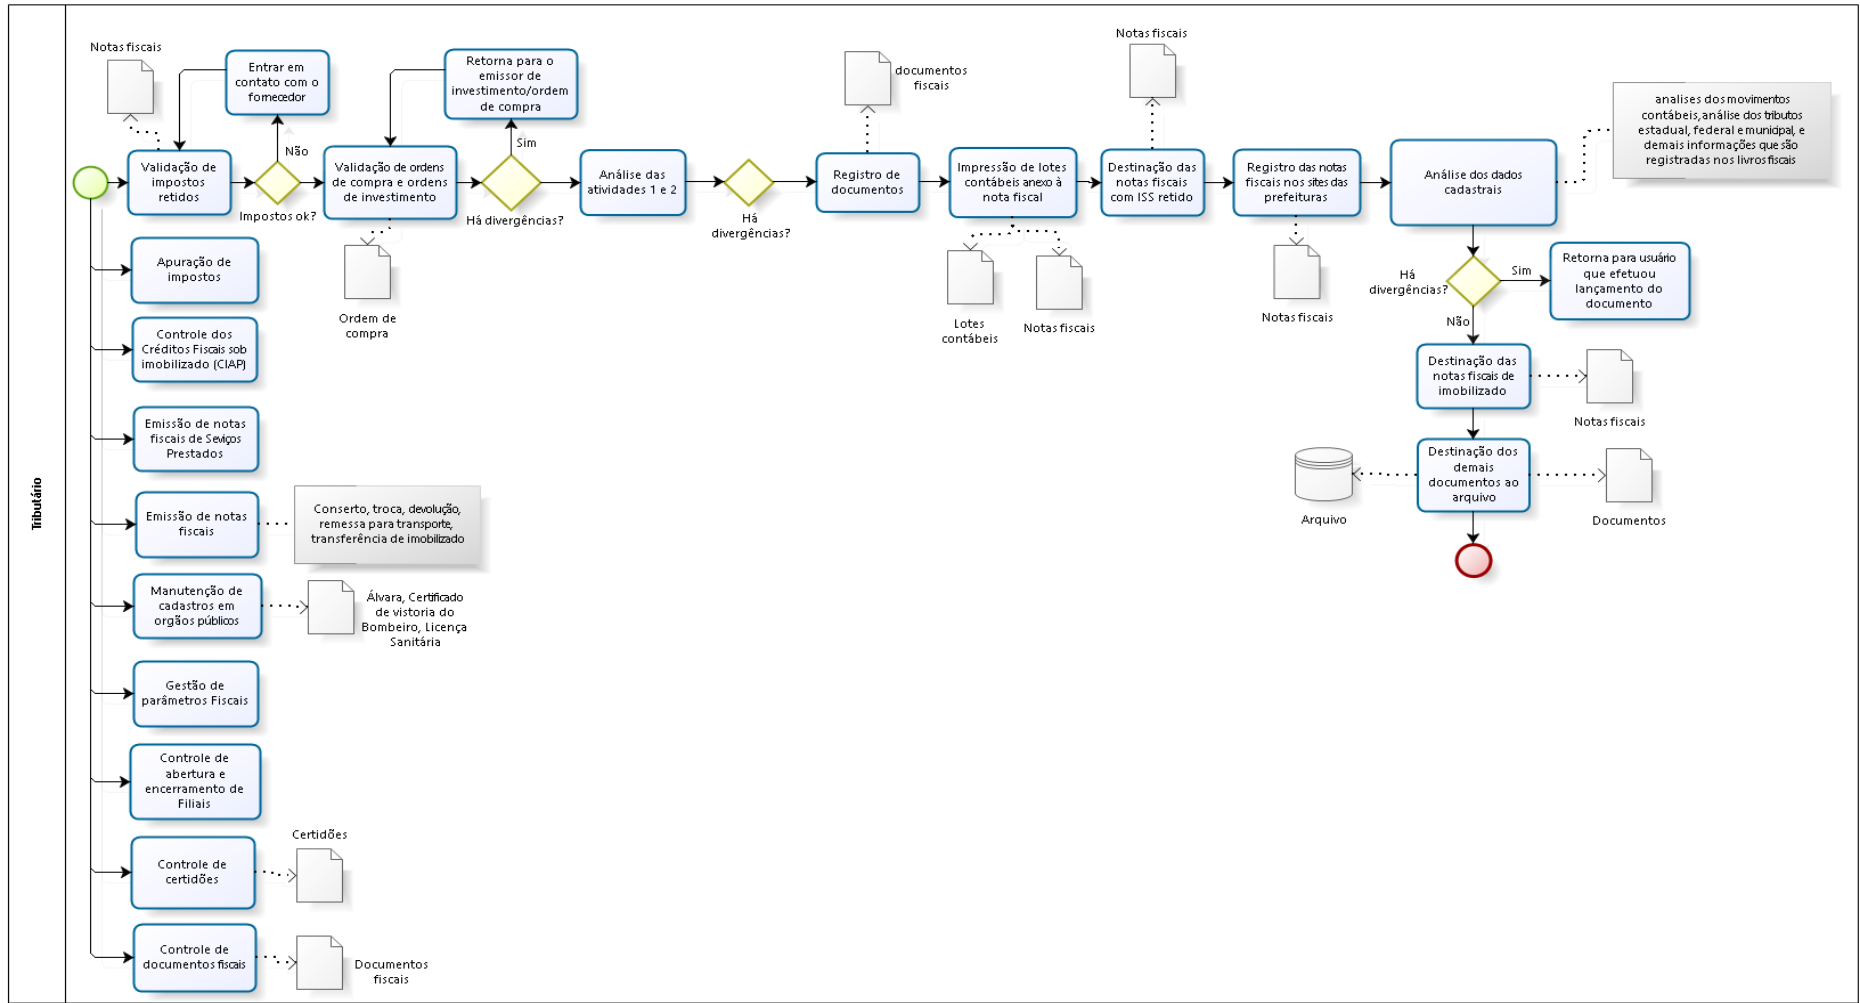 Tributário
Notas fiscais
Entrar em
contato com o
fornecedor
Não
Validação de
impostos
retidos
Impostos ok?
Retorna para o
emissor de
investimento/ordem
de compra
Sim
Validação de ordens
de compra e ordens
de investimento
Há divergências?
Ordem de
compra
Análise das
atividades 1 e 2
Há
divergências?
documentos
fiscais
Registro de
documentos
Impressão de lotes
contábeis anexo à
nota fiscal
Lotes
contábeis
Notas fiscais
Notas fiscais
Destinação das
notas fiscais
com ISS retido
Registro das notas
fiscais nos sites das
prefeituras
Notas fiscais
Análise dos dados
cadastrais
analises dos movimentos
contábeis, análise dos tributos
estadual, federal e municipal, e
demais informações que são
registradas nos livros fiscais
Há
divergências?
Sim
Retorna para usuário
que efetuou
lançamento do
documento
Não
Destinação das
notas fiscais de
imobilizado
Notas fiscais
Destinação dos
demais
documentos ao
arquivo
Arquivo
Documentos
Apuração de
impostos
Controle dos
Créditos Fiscais sob
imobilizado (CIAP)
Emissão de notas
fiscais de Seviços
Prestados
Emissão de notas
fiscais
Conserto, troca, devolução,
remessa para transporte,
transferência de imobilizado
Manutenção de
cadastros em
orgãos públicos
Álvara, Certificado
de vistoria do
Bombeiro, Licença
Sanitária
Gestão de
parâmetros Fiscais
Controle de
abertura e
encerramento de
Filiais
Certidões
Controle de
certidões
Controle de
documentos fiscais
Documentos
fiscais